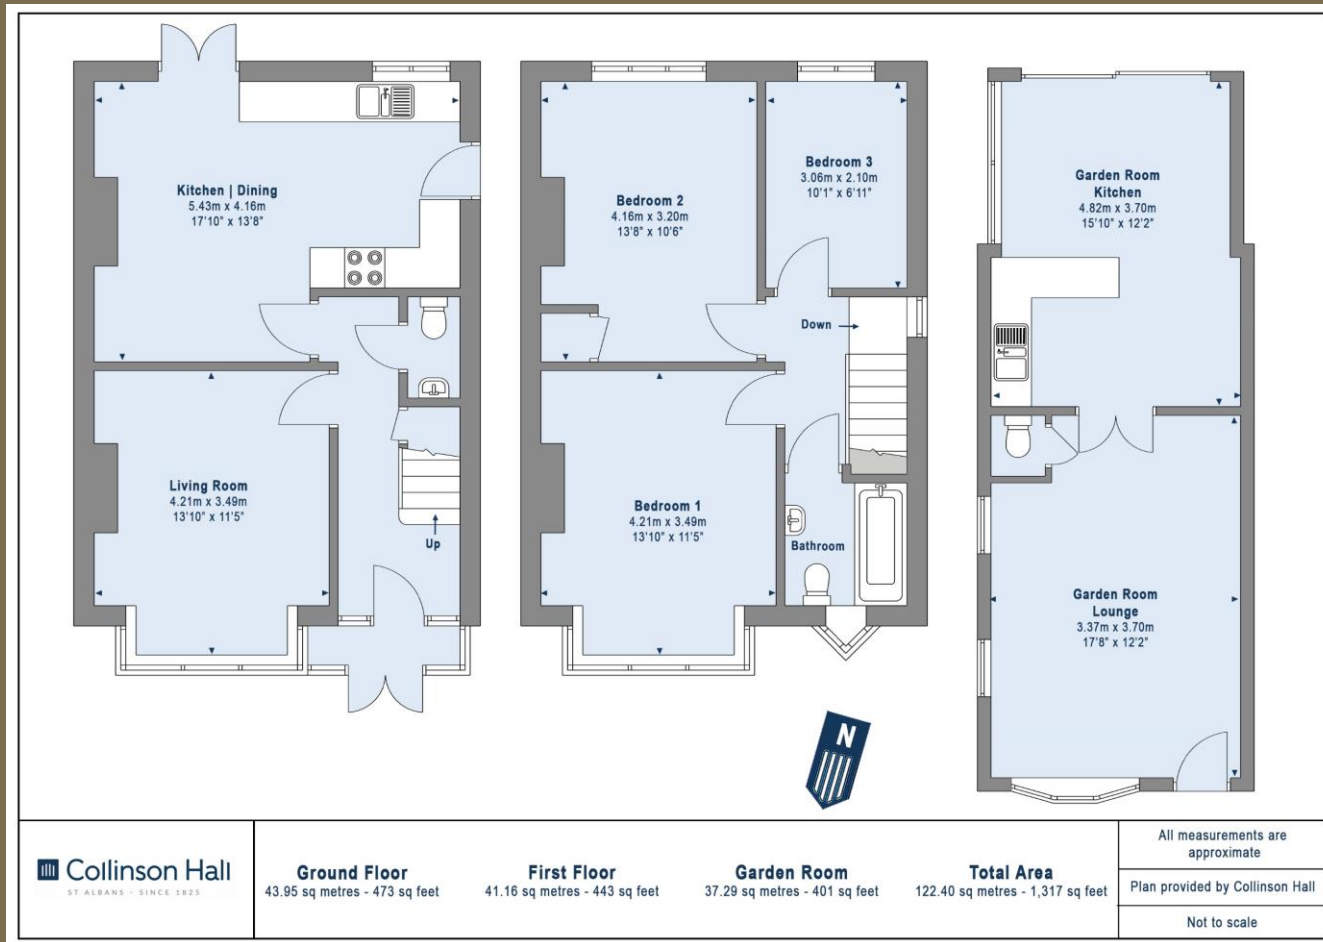 Kitchen | Dining
5.43m x 4.16m
17'10" x 13'8"
Living Room
4.21m x 3.49m
13'10" x 11'5"
Up
Bedroom 2
4.16m x 3.20m
13'8" x 10'6"
Bedroom 3
3.06m x 2.10m
10'1" x 6'11"
Down
Bedroom 1
4.21m x 3.49m
13'10" x 11'5"
Bathroom
Garden Room
Kitchen
4.82m x 3.70m
15'10" x 12'2"
Garden Room
Lounge
3.37m x 3.70m
17'8" x 12'2"
N
Collinson Hall
ST ALBANS - SINCE 1825
Ground Floor
43.95 sq metres - 473 sq feet
First Floor
41.16 sq metres - 443 sq feet
Garden Room
37.29 sq metres - 401 sq feet
Total Area
122.40 sq metres - 1,317 sq feet
All measurements are
approximate
Plan provided by Collinson Hall
Not to scale